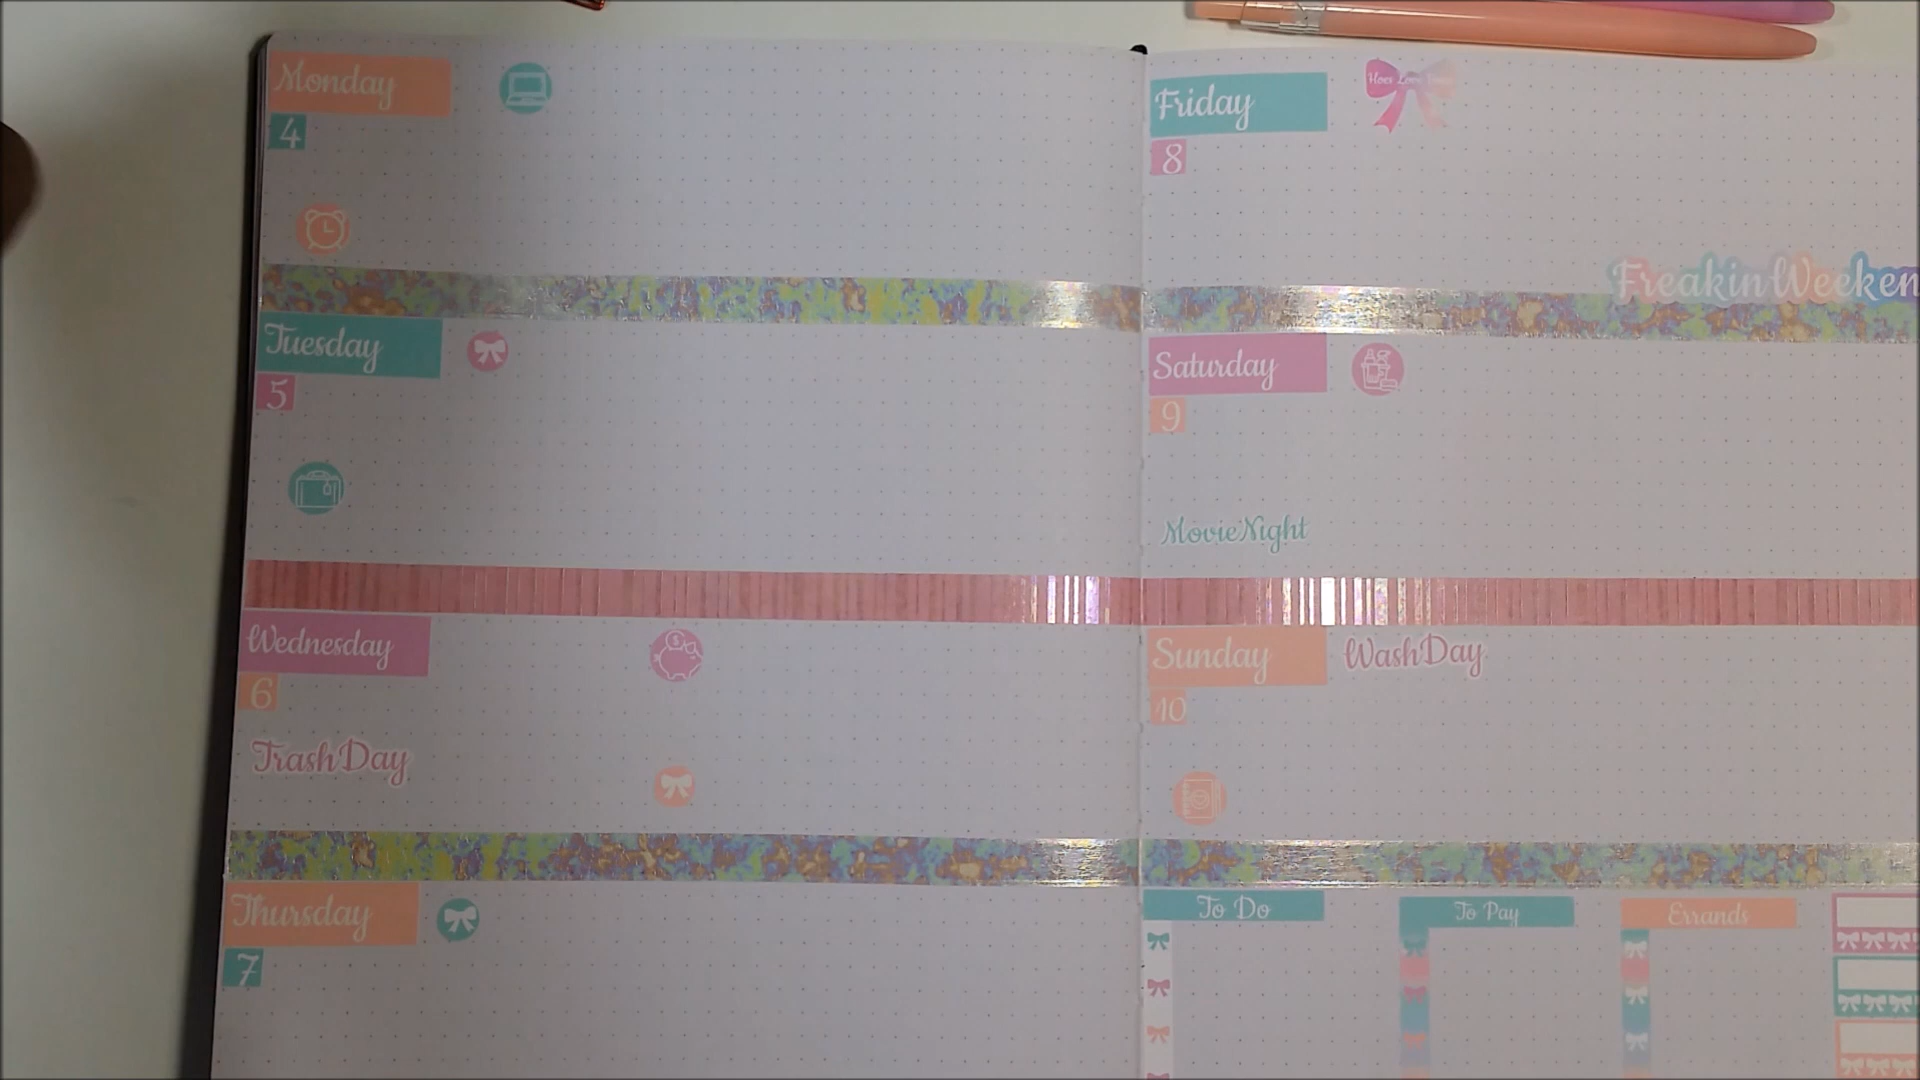 Monday
4
Tuesday
5
Wednesday
6
TrashDay
Thursday
7
Friday
8
FreakinWeeken
Saturday
9
MovieNight
Sunday
WashDay
10
To Do
To Pay
Errands